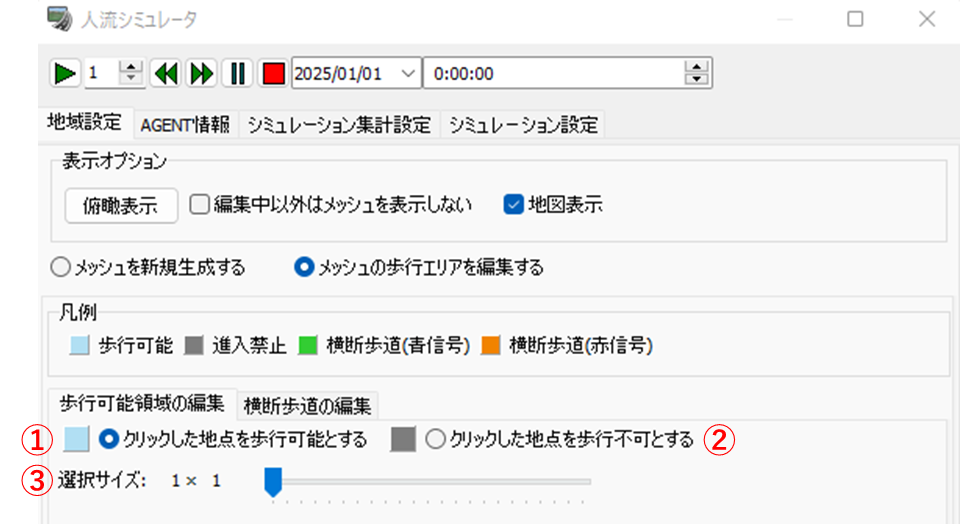 人流シミュレータ
1 2025/01/01 0:00:00
地域設定 AGENT情報 シミュレーション集計設定 シミュレーション設定
表示オプション
俯瞰表示 編集中以外はメッシュを表示しない 地図表示
メッシュを新規生成する メッシュの歩行エリアを編集する
凡例
歩行可能 進入禁止 横断歩道(青信号) 横断歩道(赤信号)
歩行可能領域の編集 横断歩道の編集
① クリックした地点を歩行可能とする クリックした地点を歩行不可とする ②
③ 選択サイズ: 1 × 1